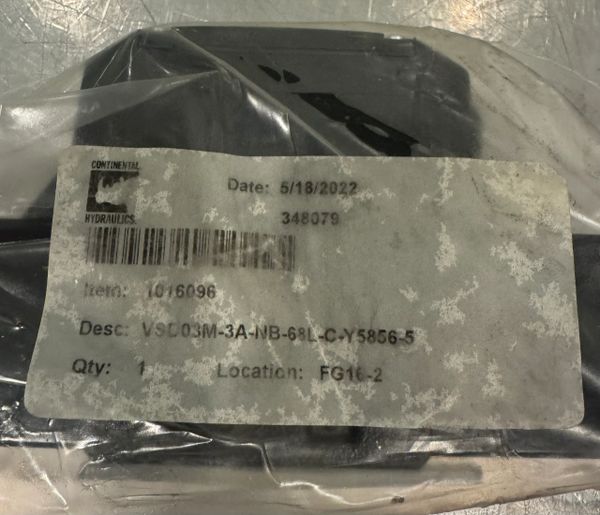 CONTINENTAL
HYDRAULICS
Date: 5/18/2022
348079
Item: 1016096
Desc: VSD03M-3A-NB-68L-C-Y5856-5
Qty: 1 Location: FG16-2